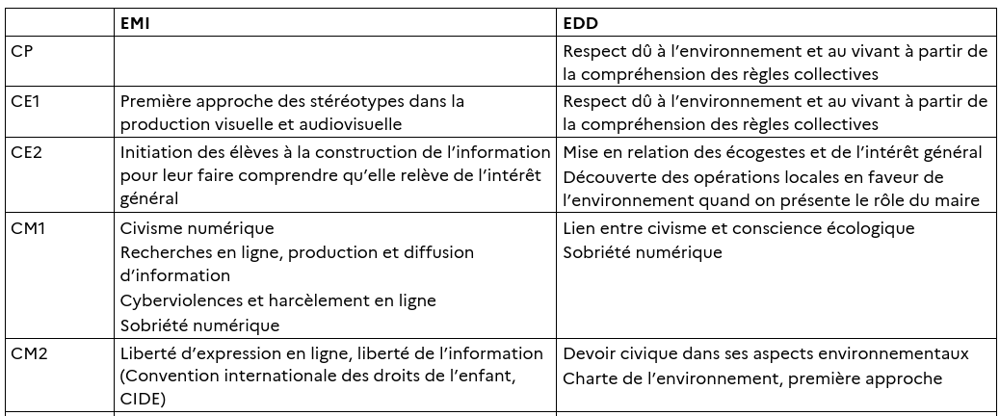 EMI
EDD
CP
Respect dû à l’environnement et au vivant à partir de
la compréhension des règles collectives
CE1
Première approche des stéréotypes dans la
production visuelle et audiovisuelle
Respect dû à l’environnement et au vivant à partir de
la compréhension des règles collectives
CE2
Initiation des élèves à la construction de l’information
pour leur faire comprendre qu’elle relève de l’intérêt
général
Mise en relation des écogestes et de l’intérêt général
Découverte des opérations locales en faveur de
l’environnement quand on présente le rôle du maire
CM1
Civisme numérique
Recherches en ligne, production et diffusion
d’information
Cyberviolences et harcèlement en ligne
Sobriété numérique
Lien entre civisme et conscience écologique
Sobriété numérique
CM2
Liberté d’expression en ligne, liberté de l’information
(Convention internationale des droits de l’enfant,
CIDE)
Devoir civique dans ses aspects environnementaux
Charte de l’environnement, première approche